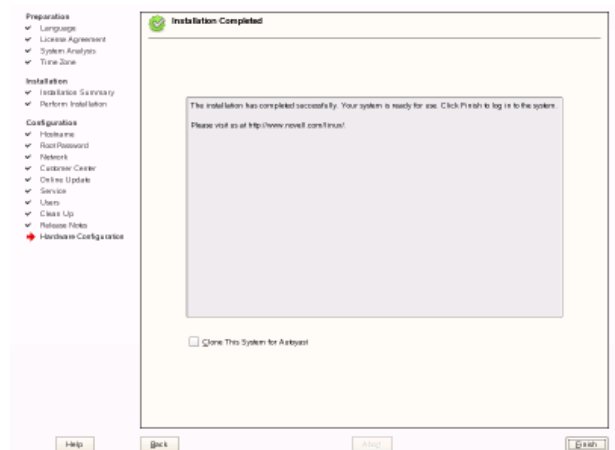 Preparation
Language
License Agreement
System Analysis
Time Zone
Installation
Installation Summary
Perform Installation
Configuration
Hostname
Root Password
Network
Customer Center
Online Update
Service
Users
Clean Up
Release Notes
Hardware Configuration
Installation Completed
The installation has completed successfully. Your system is ready for use. Click Finish to log in to the system.
Please visit us at http://www.novell.com/linux/.
Clone This System for Autoyast
Help
Back
Abort
Finish